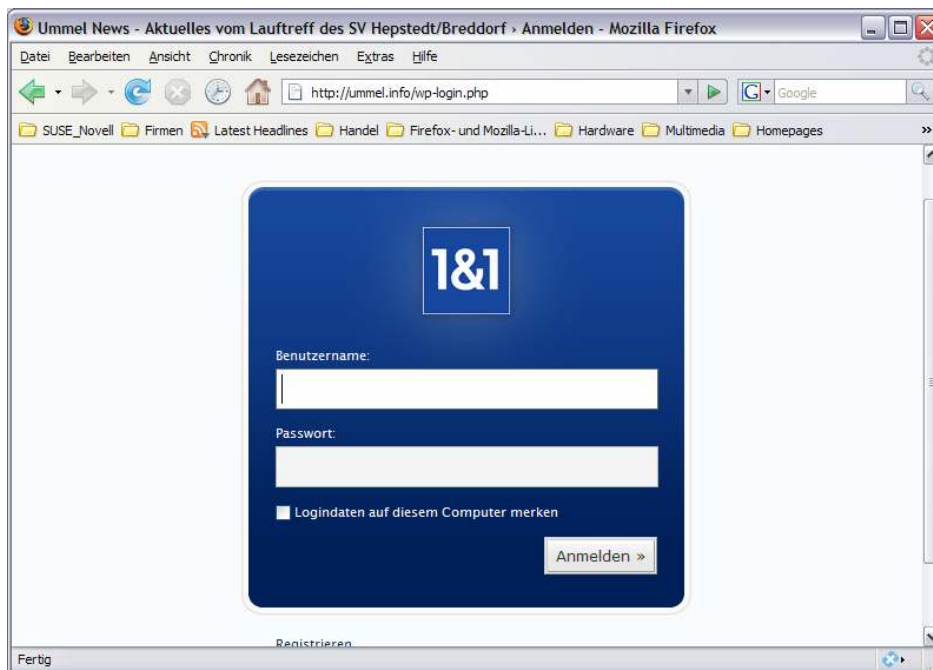 Ummel News - Aktuelles vom Lauftreff des SV Hepstedt/Breddorf › Anmelden - Mozilla Firefox
Datei Bearbeiten Ansicht Chronik Lesezeichen Extras Hilfe
http://ummel.info/wp-login.php G Google
SUSE_Novell Firmen Latest Headlines Handel Firefox- und Mozilla-Li... Hardware Multimedia Homepages »
1&1
Benutzername:
Passwort:
Logindaten auf diesem Computer merken
Anmelden »
Registrieren
Fertig